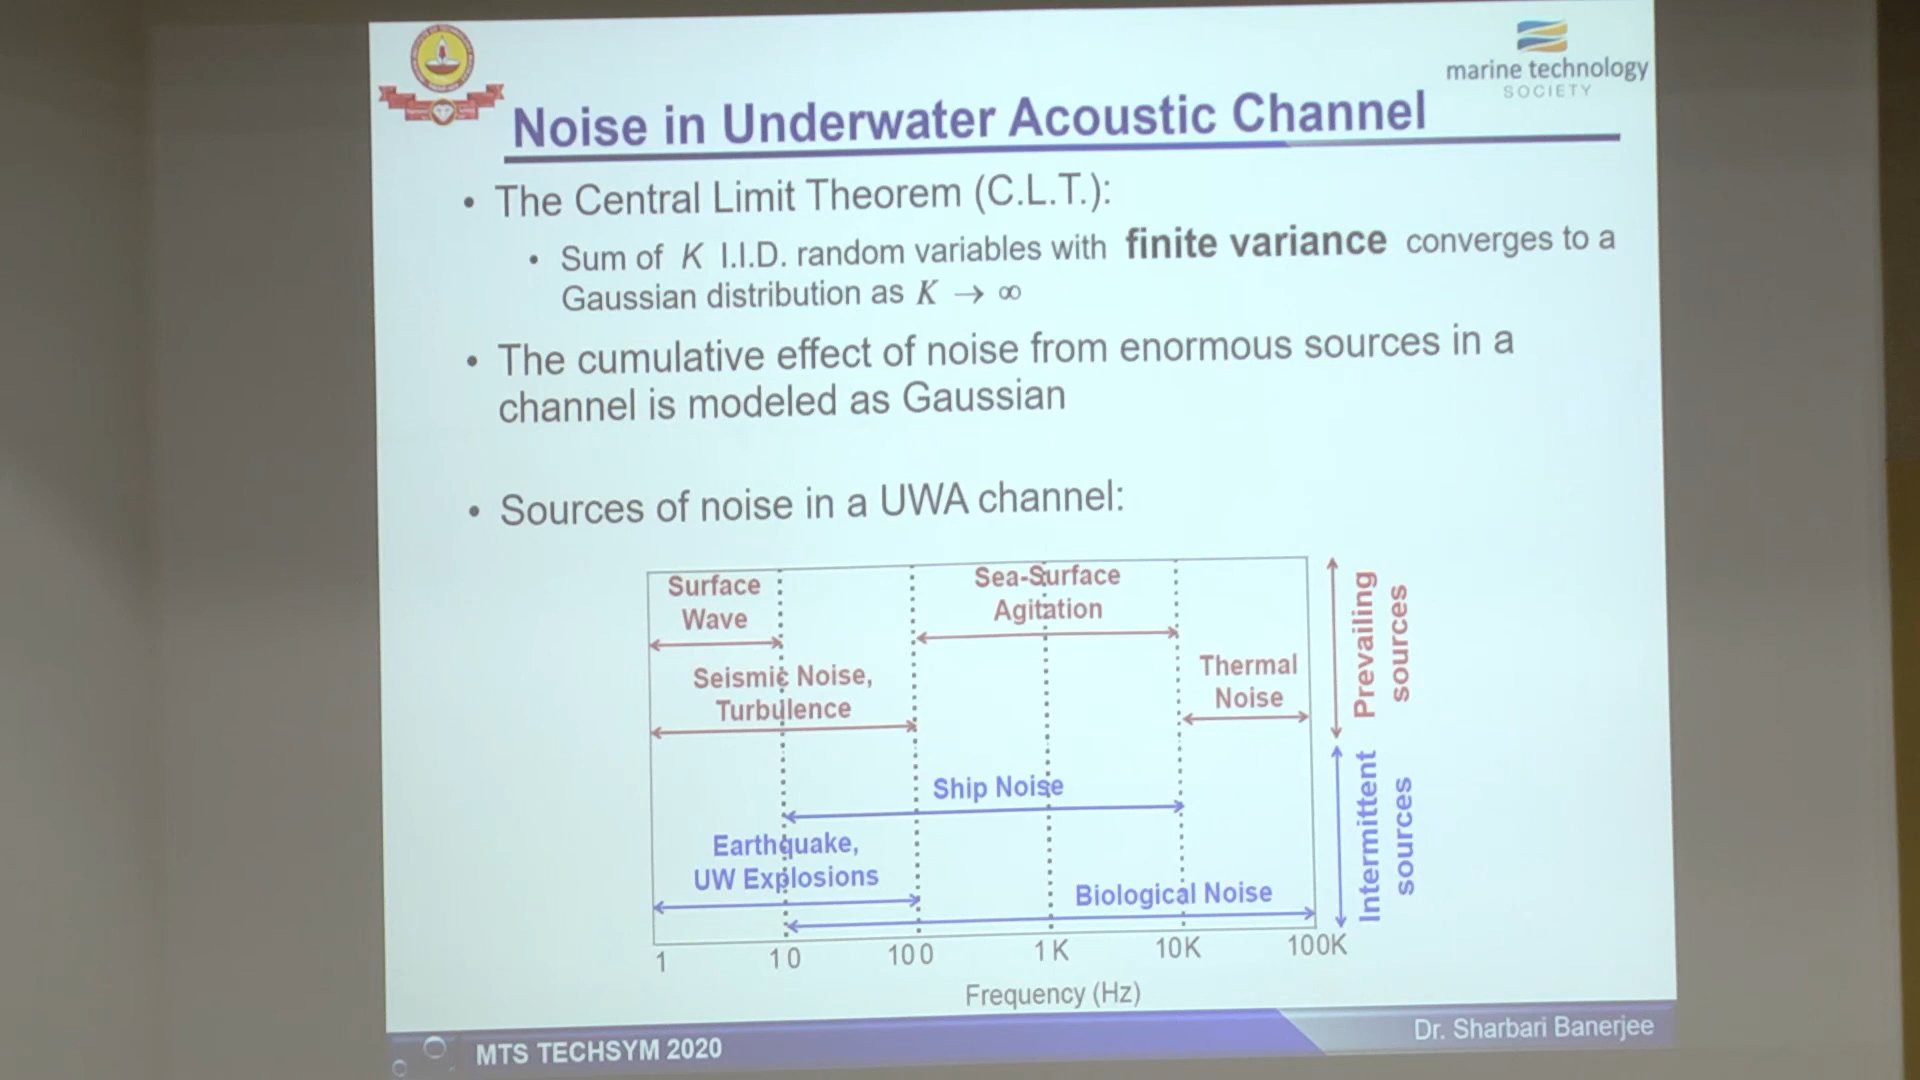 marine technology
SOCIETY
Noise in Underwater Acoustic Channel
• The Central Limit Theorem (C.L.T.):
• Sum of K I.I.D. random variables with finite variance converges to a
Gaussian distribution as K → ∞
• The cumulative effect of noise from enormous sources in a
channel is modeled as Gaussian
• Sources of noise in a UWA channel:
Surface
Wave
Sea-Surface
Agitation
Seismic Noise,
Turbulence
Thermal
Noise
Prevailing
sources
Ship Noise
Earthquake,
UW Explosions
Biological Noise
Intermittent
sources
1 10 100 1K 10K 100K
Frequency (Hz)
MTS TECHSYM 2020
Dr. Sharbari Banerjee